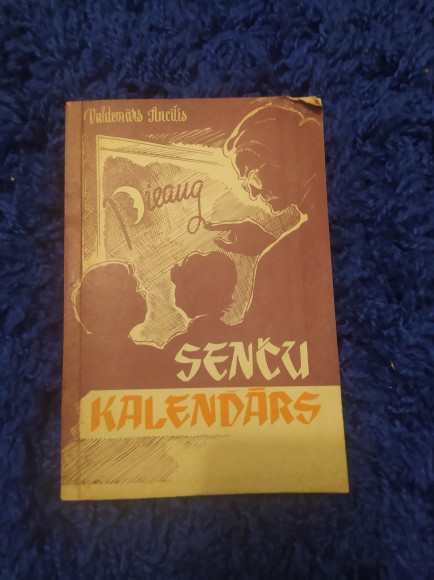 Valdemārs Ancītis
Pieaug
SENČU
KALENDĀRS